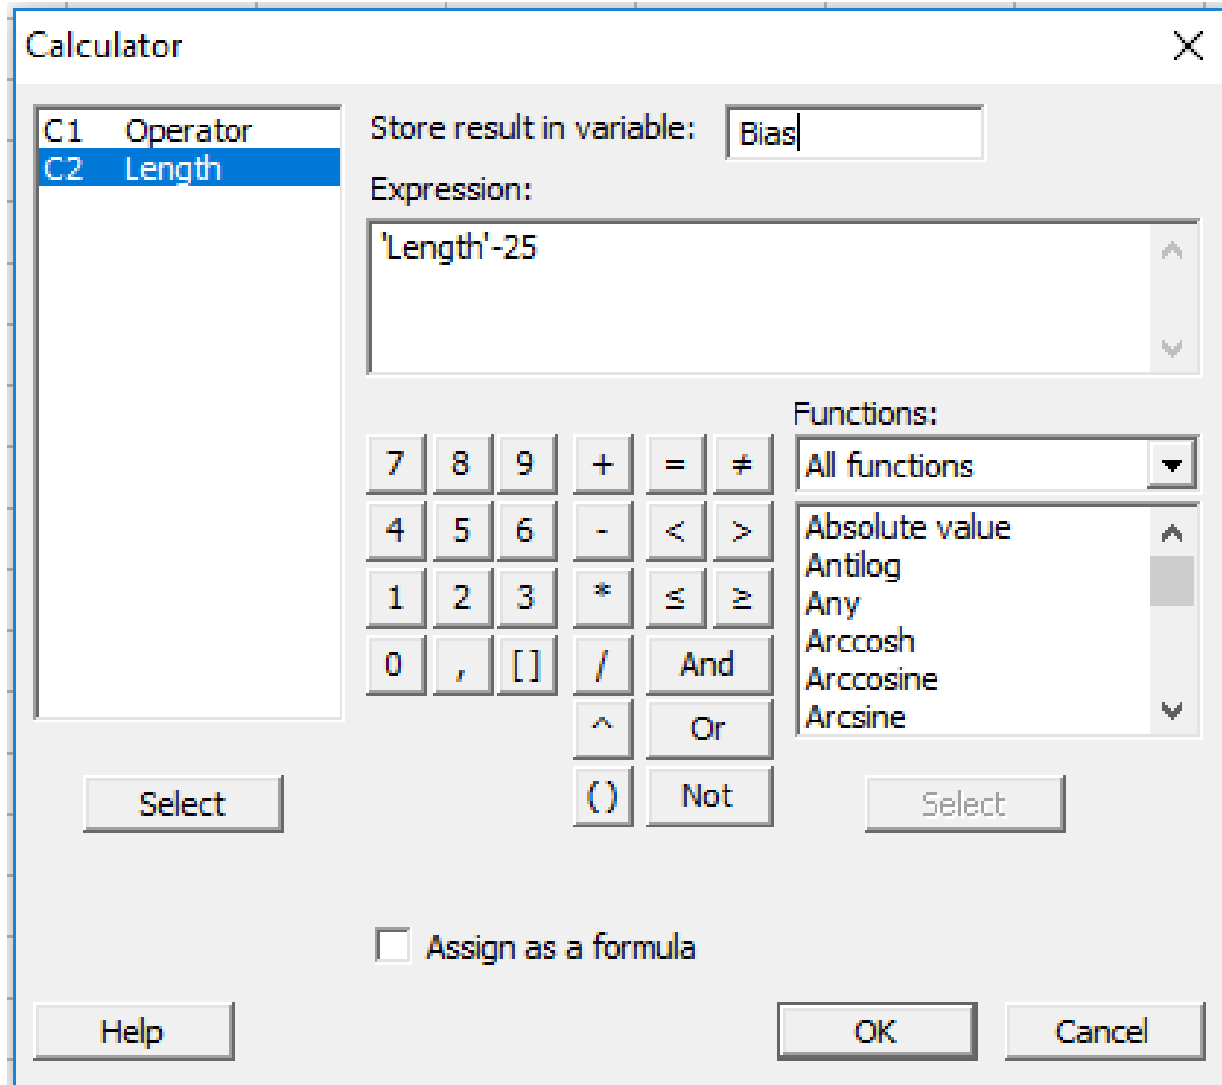 Calculator
C1 Operator
C2 Length
Store result in variable: Bias
Expression:
'Length'-25
Functions:
7 8 9 + = ≠ All functions
4 5 6 - < > Absolute value
Antilog
1 2 3 * ≤ ≥ Any
Arccosh
0 , [ ] / And Arccosine
^ Or Arcsine
Select ( ) Not Select
Assign as a formula
Help OK Cancel